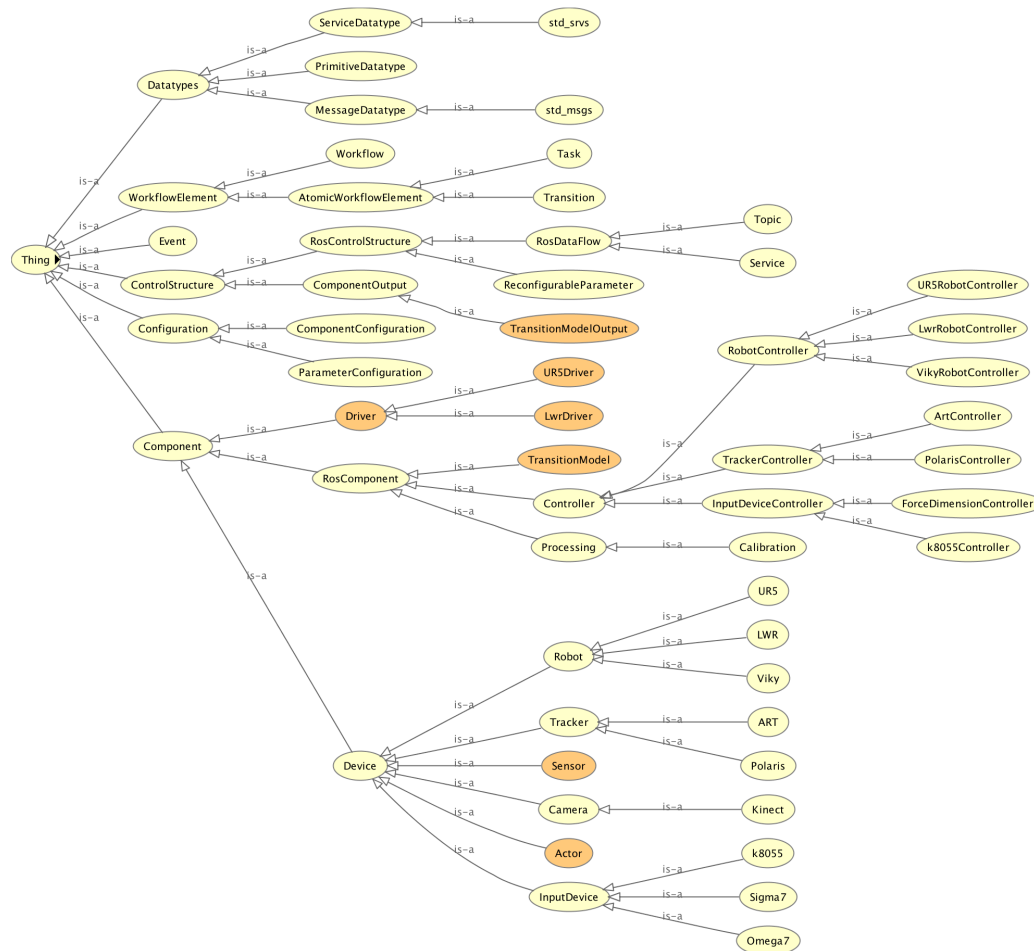 ServiceDatatype
is-a
std_srvs
is-a
PrimitiveDatatype
is-a
Datatypes
is-a
MessageDatatype
is-a
std_msgs
Workflow
Task
is-a
is-a
is-a
WorkflowElement
is-a
AtomicWorkflowElement
is-a
Transition
is-a
Topic
is-a
Event
RosControlStructure
is-a
RosDataFlow
is-a
Thing
is-a
is-a
is-a
is-a
Service
ControlStructure
is-a
ComponentOutput
ReconfigurableParameter
UR5RobotController
is-a
is-a
is-a
Configuration
is-a
ComponentConfiguration
TransitionModelOutput
LwrRobotController
is-a
is-a
RobotController
is-a
ParameterConfiguration
UR5Driver
VikyRobotController
is-a
Driver
is-a
LwrDriver
ArtController
is-a
is-a
Component
is-a
is-a
TransitionModel
TrackerController
is-a
PolarisController
is-a
RosComponent
is-a
is-a
Controller
is-a
InputDeviceController
is-a
ForceDimensionController
is-a
is-a
Processing
is-a
Calibration
k8055Controller
is-a
UR5
is-a
LWR
is-a
Robot
is-a
Viky
is-a
Tracker
is-a
ART
is-a
is-a
Device
is-a
Sensor
Polaris
is-a
Camera
is-a
Kinect
is-a
Actor
k8055
is-a
is-a
InputDevice
is-a
Sigma7
is-a
Omega7